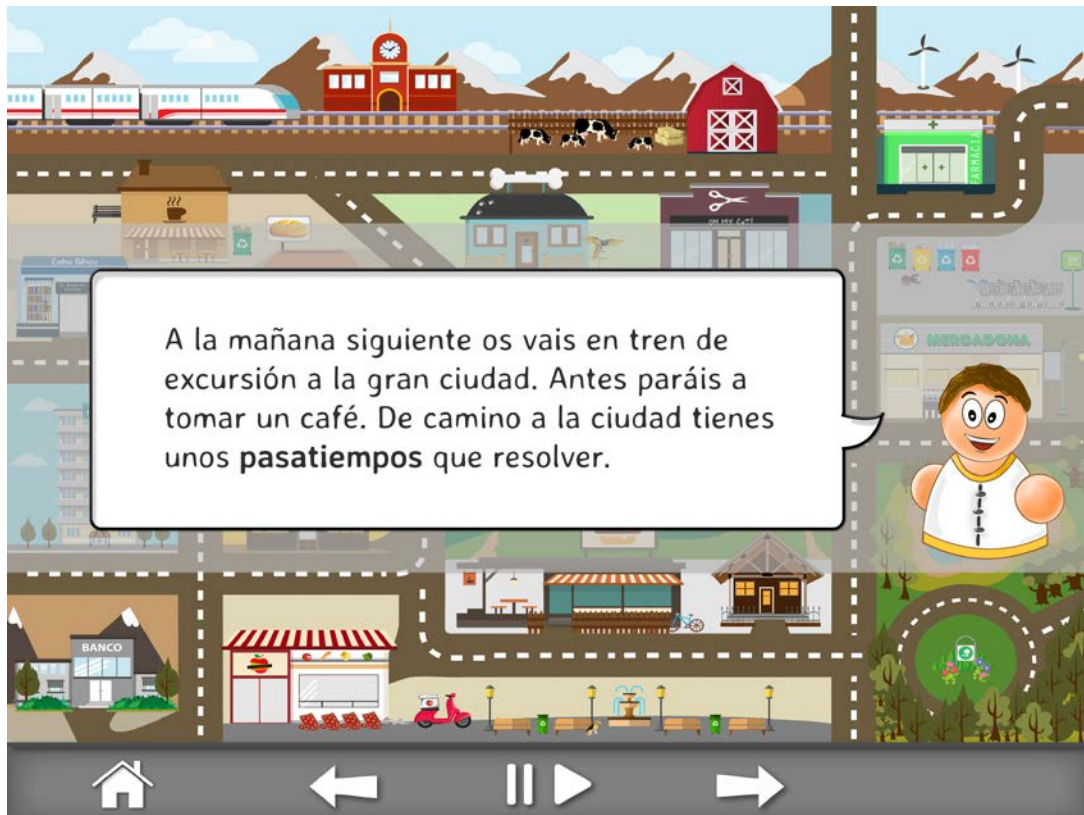 FARMACIA
OH MY CUT!
MERCADONA
A la mañana siguiente os vais en tren de
excursión a la gran ciudad. Antes paráis a
tomar un café. De camino a la ciudad tienes
unos pasatiempos que resolver.
BANCO